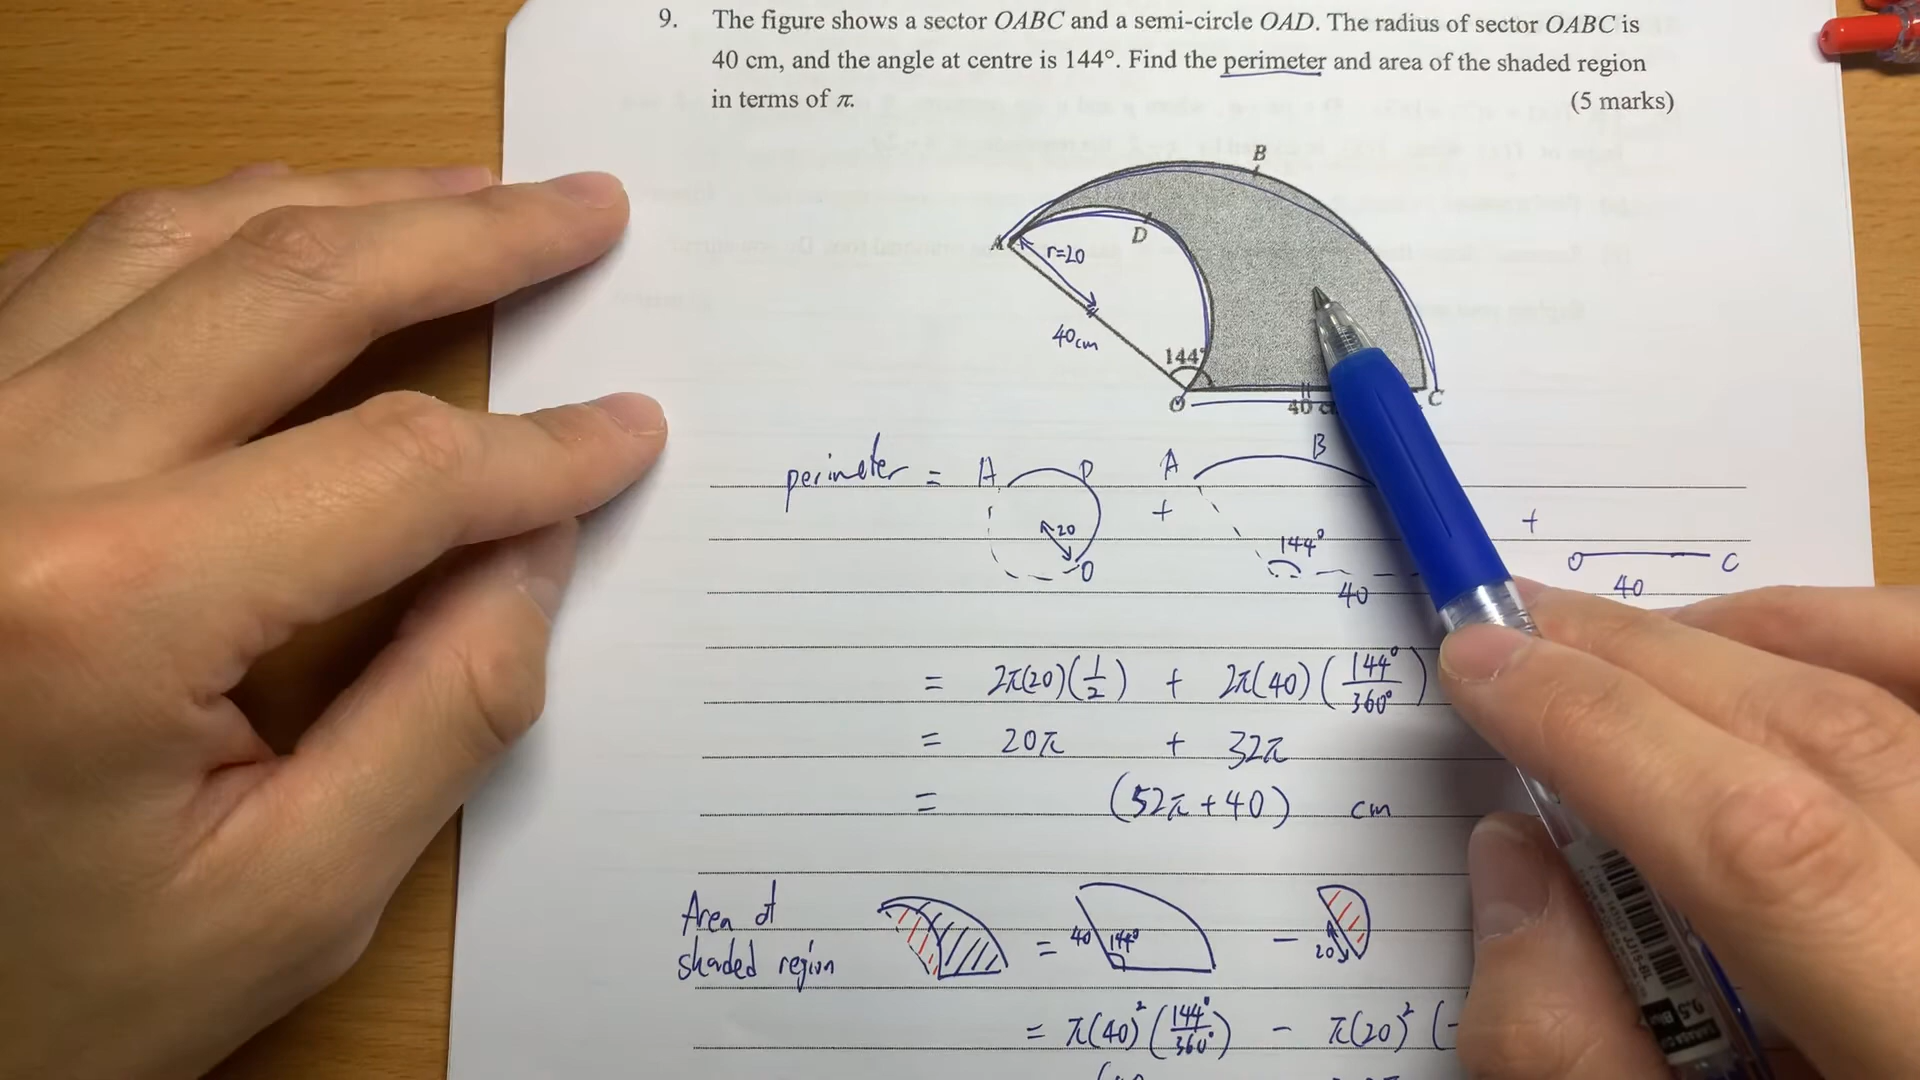 9. The figure shows a sector OABC and a semi-circle OAD. The radius of sector OABC is
40 cm, and the angle at centre is 144°. Find the perimeter and area of the shaded region
in terms of π. (5 marks)
B
A
D
r=20
40cm
144°
O
40
C
perimeter = A D O 20 + A B 144° 40 + O C 40
= 2π(20)(1/2) + 2π(40)(144°/360°)
= 20π + 32π
= (52π+40) cm
Area of
shaded region = 40 144° − 20
= π(40)²(144°/360°) − π(20)²(